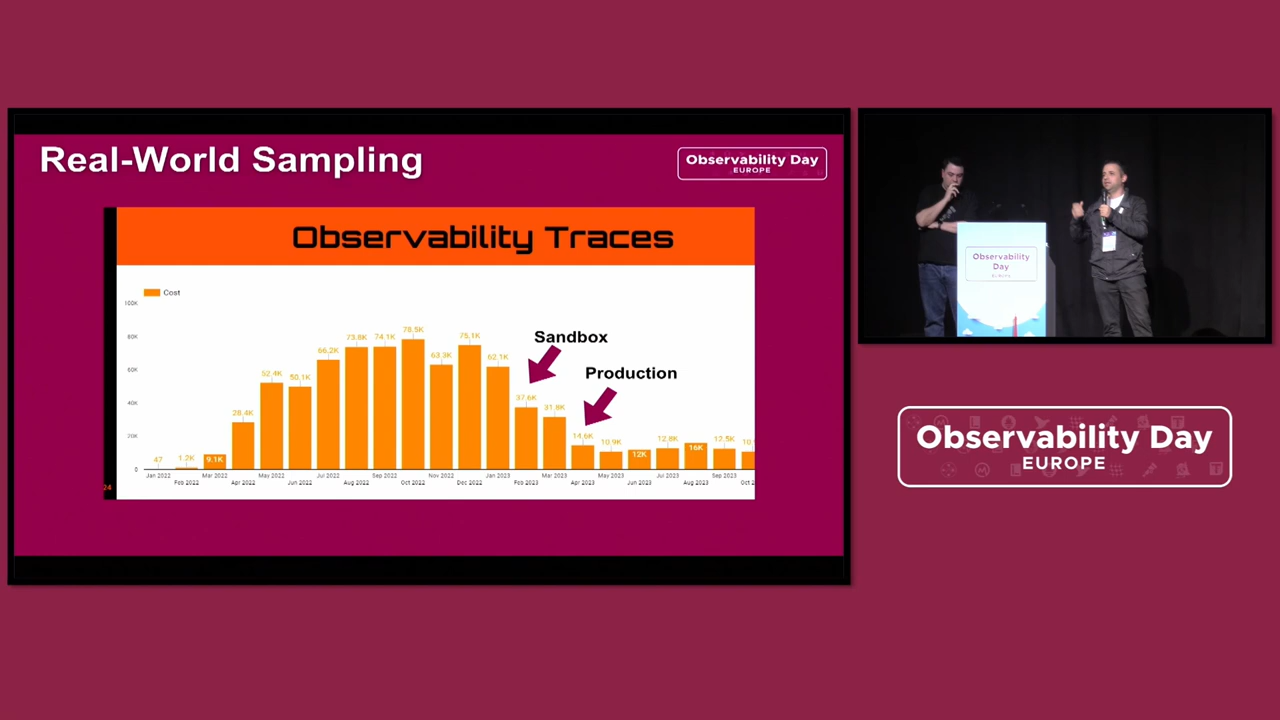 Real-World Sampling
Observability Day
EUROPE
Observability Traces
Cost
100K
80K
60K
40K
20K
0
47
1.2K
9.1K
28.4K
52.4K
50.1K
66.2K
73.8K
74.1K
78.5K
63.3K
75.1K
62.1K
37.6K
31.8K
14.6K
10.9K
12K
12.8K
16K
12.5K
Sandbox
Production
Jan 2022
Feb 2022
Mar 2022
Apr 2022
May 2022
Jun 2022
Jul 2022
Aug 2022
Sep 2022
Oct 2022
Nov 2022
Dec 2022
Jan 2023
Feb 2023
Mar 2023
Apr 2023
May 2023
Jun 2023
Jul 2023
Aug 2023
Sep 2023
24
Observability
Day
EUROPE
Observability Day
EUROPE